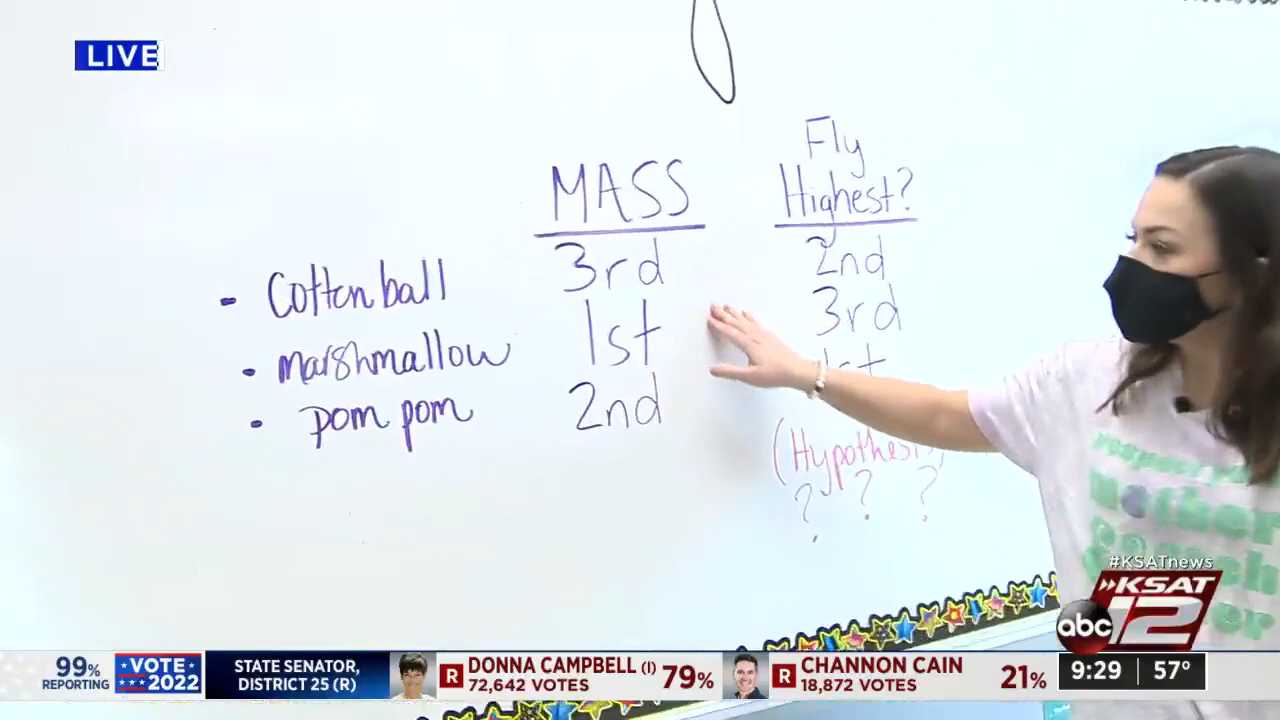 LIVE
Fly
Highest?
MASS
3rd
2nd
- Cotton ball
1st
3rd
• marshmallow
1st
2nd
• pom pom
(Hypothesis)
? ? ?
#KSATnews
KSAT
abc 12
99% REPORTING
VOTE 2022
STATE SENATOR, DISTRICT 25 (R)
R DONNA CAMPBELL (I) 79%
72,642 VOTES
R CHANNON CAIN 21%
18,872 VOTES
9:29 57°